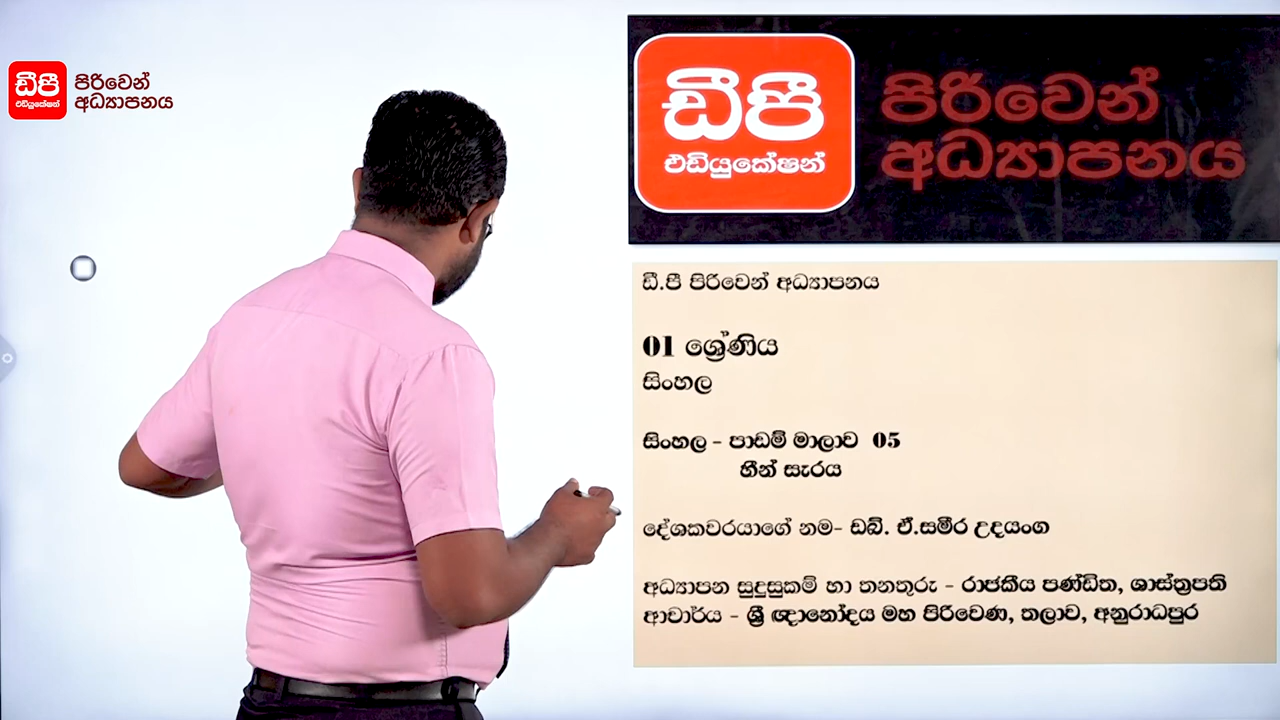 ඩීපී
එඩියුකේෂන්
පිරිවෙන්
අධ්‍යාපනය
ඩීපී
එඩියුකේෂන්
පිරිවෙන්
අධ්‍යාපනය
ඩී.පී පිරිවෙන් අධ්‍යාපනය
01 ශ්‍රේණිය
සිංහල
සිංහල - පාඩම් මාලාව 05
හීන් සැරය
දේශකවරයාගේ නම- ඩබ්. ඒ.සමීර උදයංග
අධ්‍යාපන සුදුසුකම් හා තනතුරු - රාජකීය පණ්ඩිත, ශාස්ත්‍රපති
ආචාර්ය - ශ්‍රී ඥානෝදය මහ පිරිවෙණ, තලාව, අනුරාධපුර